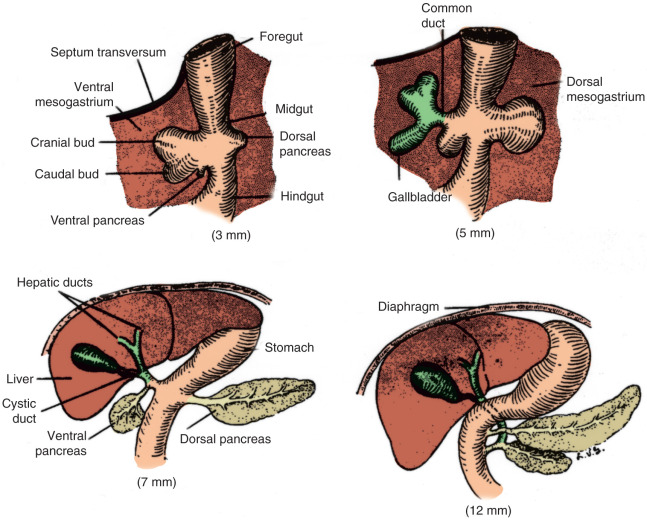 Foregut
Septum transversum
Ventral
mesogastrium
Midgut
Cranial bud
Dorsal
pancreas
Caudal bud
Hindgut
Ventral pancreas
(3 mm)
Common
duct
Dorsal
mesogastrium
Gallbladder
(5 mm)
Hepatic ducts
Stomach
Liver
Cystic
duct
Ventral
pancreas
Dorsal pancreas
(7 mm)
Diaphragm
(12 mm)